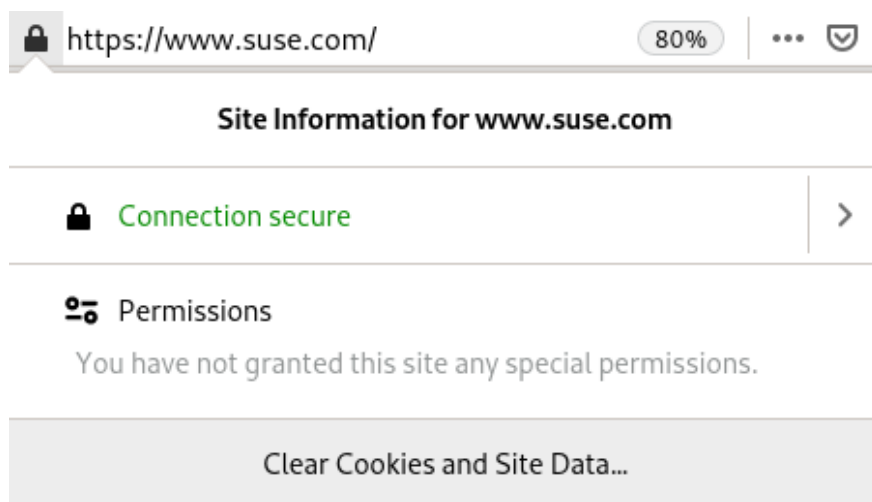 https://www.suse.com/ 80%
Site Information for www.suse.com
Connection secure
Permissions
You have not granted this site any special permissions.
Clear Cookies and Site Data...